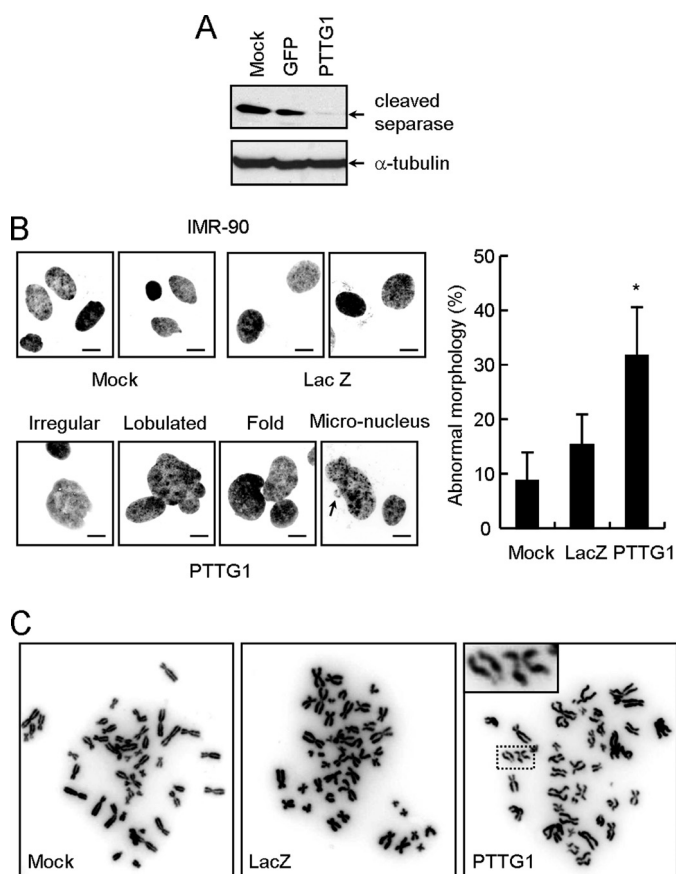 A
Mock
GFP
PTTG1
cleaved
separase
α-tubulin
B
IMR-90
Mock
Lac Z
Irregular
Lobulated
Fold
Micro-nucleus
PTTG1
Abnormal morphology (%)
50
40
30
20
10
0
*
Mock
LacZ
PTTG1
C
Mock
LacZ
PTTG1